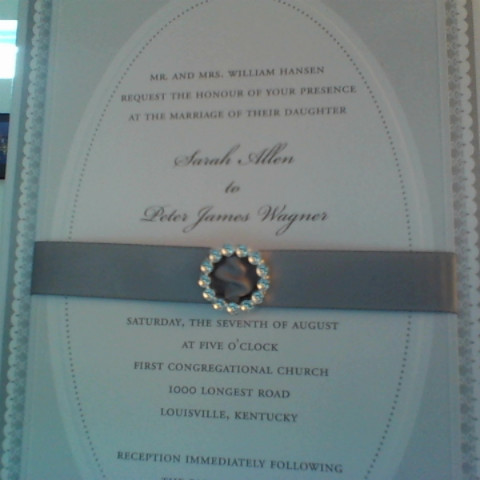 MR. AND MRS. WILLIAM HANSEN
REQUEST THE HONOUR OF YOUR PRESENCE
AT THE MARRIAGE OF THEIR DAUGHTER
Sarah Allen
to
Peter James Wagner
SATURDAY, THE SEVENTH OF AUGUST
AT FIVE O'CLOCK
FIRST CONGREGATIONAL CHURCH
1000 LONGEST ROAD
LOUISVILLE, KENTUCKY
RECEPTION IMMEDIATELY FOLLOWING